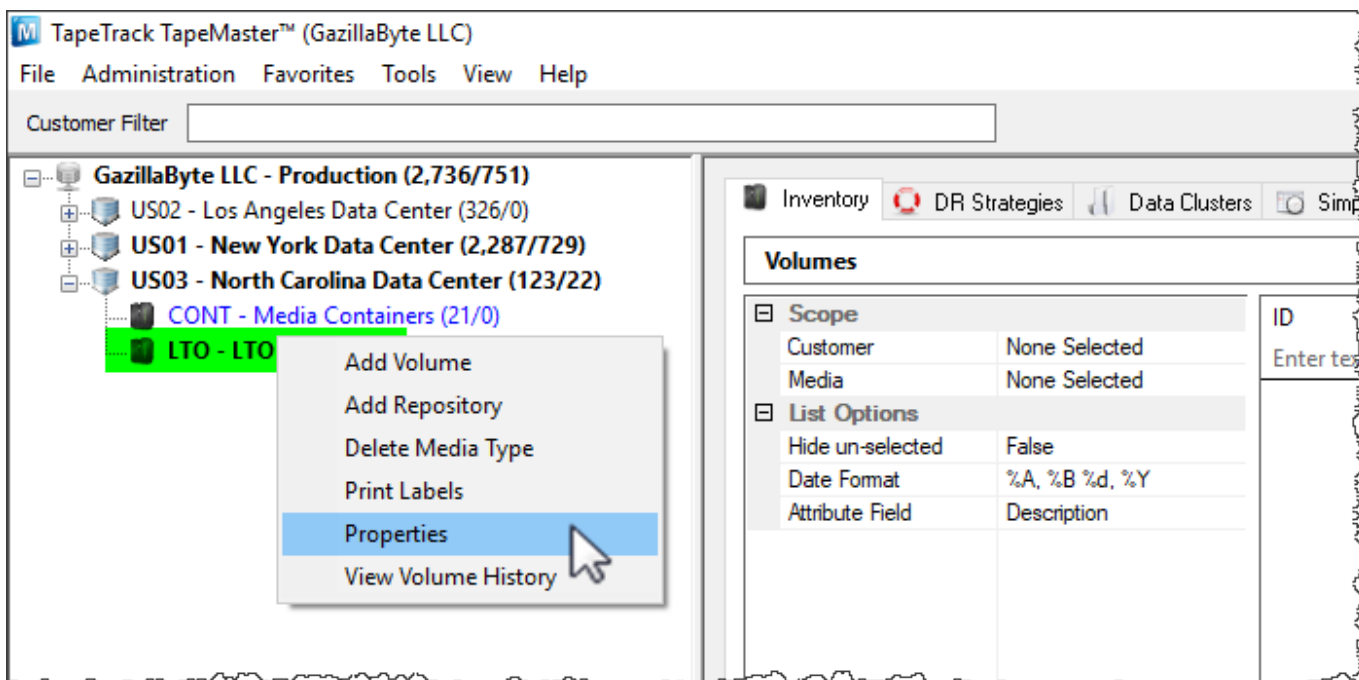 TapeTrack TapeMaster™ (GazillaByte LLC)
File Administration Favorites Tools View Help
Customer Filter
GazillaByte LLC - Production (2,736/751)
US02 - Los Angeles Data Center (326/0)
US01 - New York Data Center (2,287/729)
US03 - North Carolina Data Center (123/22)
CONT - Media Containers (21/0)
LTO - LTO
Add Volume
Add Repository
Delete Media Type
Print Labels
Properties
View Volume History
Inventory DR Strategies Data Clusters
Volumes
Scope
Customer None Selected
Media None Selected
List Options
Hide un-selected False
Date Format %A, %B %d, %Y
Attribute Field Description
ID
Enter